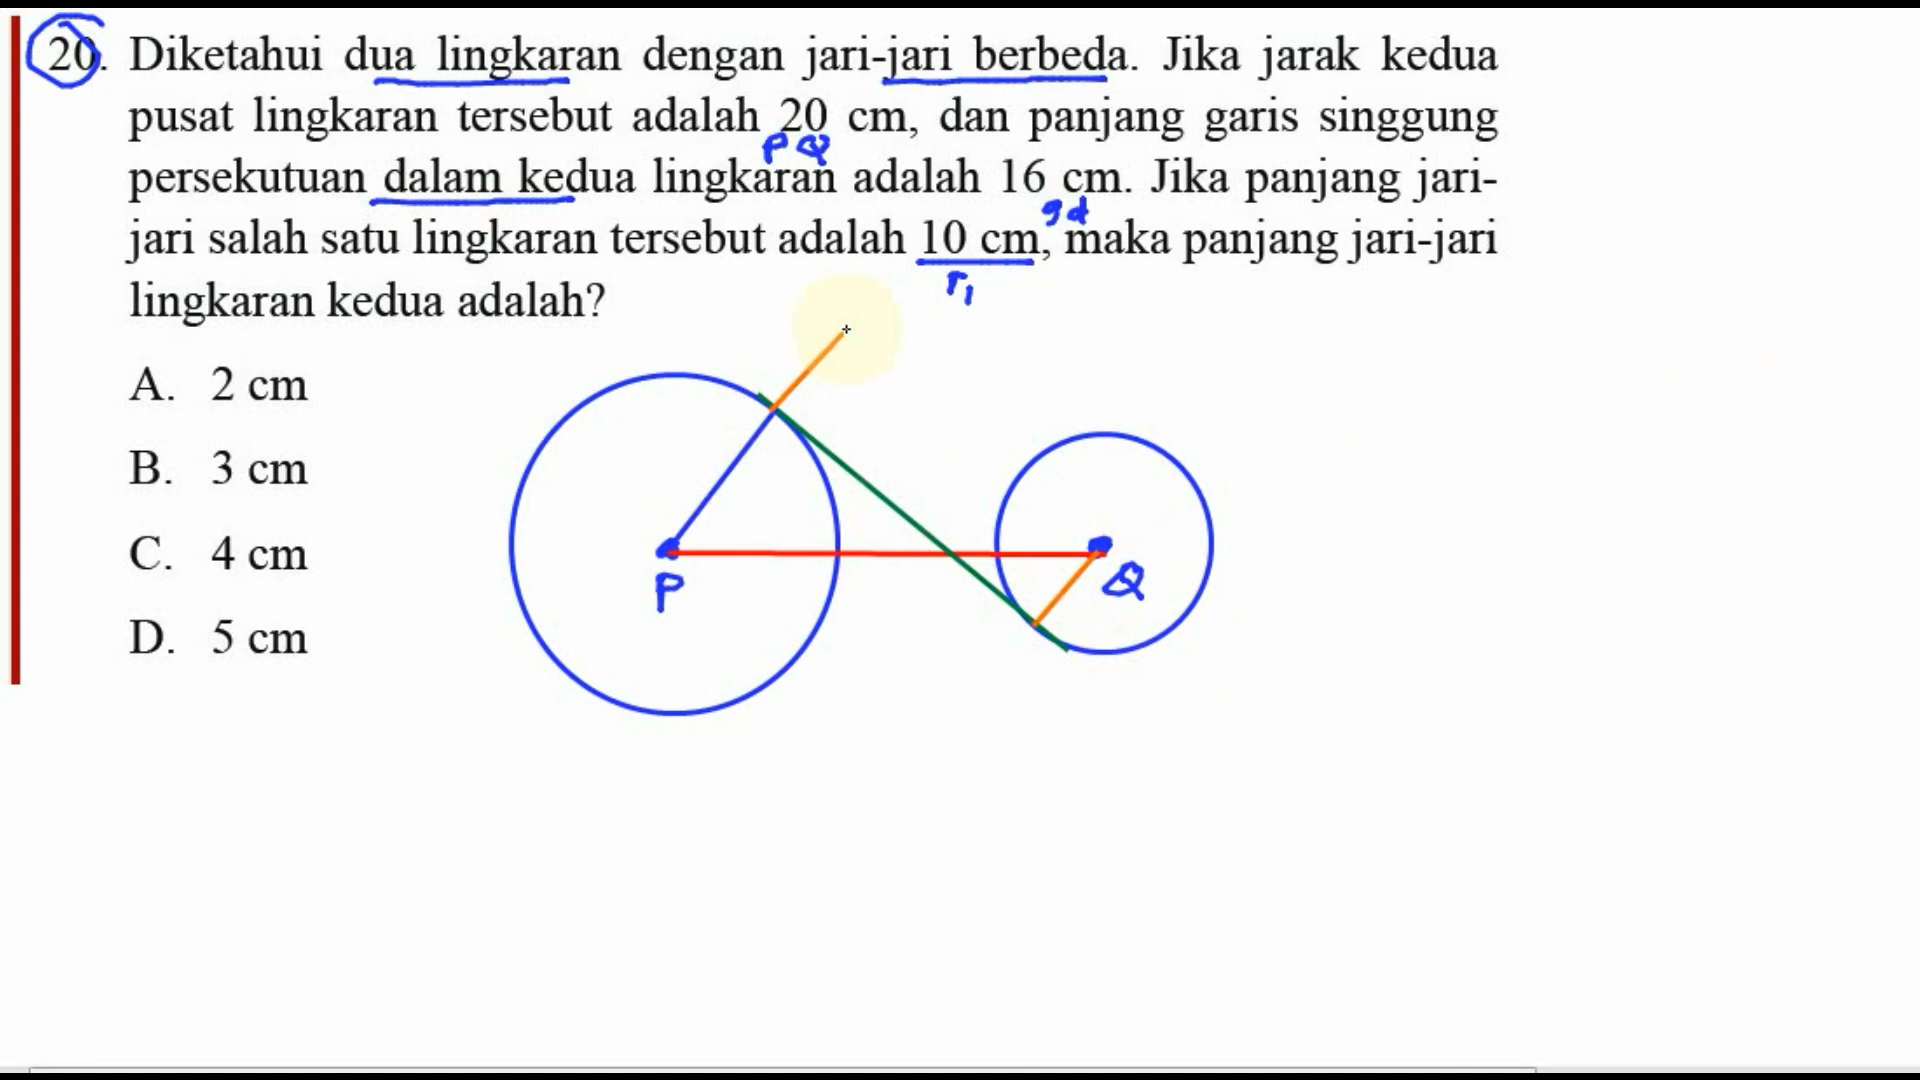 20. Diketahui dua lingkaran dengan jari-jari berbeda. Jika jarak kedua
pusat lingkaran tersebut adalah 20 cm, dan panjang garis singgung
PQ
persekutuan dalam kedua lingkaran adalah 16 cm. Jika panjang jari-
gd
jari salah satu lingkaran tersebut adalah 10 cm, maka panjang jari-jari
r1
lingkaran kedua adalah?
A. 2 cm
B. 3 cm
C. 4 cm
D. 5 cm
P
Q